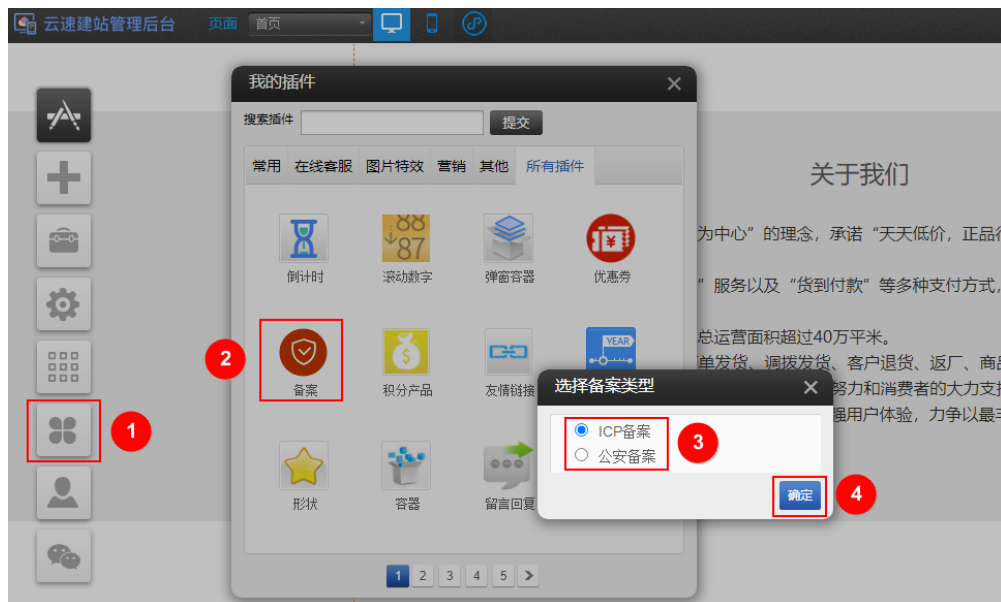 云速建站管理后台 页面 首页
我的插件
搜索插件 提交
常用 在线客服 图片特效 营销 其他 所有插件
关于我们
88
87
倒计时 滚动数字 弹窗容器 优惠券
为中心”的理念，承诺“天天低价，正品
”服务以及“货到付款”等多种支付方式，
总运营面积超过40万平米。
单发货、调拨发货、客户退货、返厂、商品
努力和消费者的大力支持
强用户体验，力争以最
YEAR
备案 积分产品 友情链接
选择备案类型
ICP备案
公安备案
确定
形状 容器 留言回复
1 2 3 4 5 >
1
2
3
4